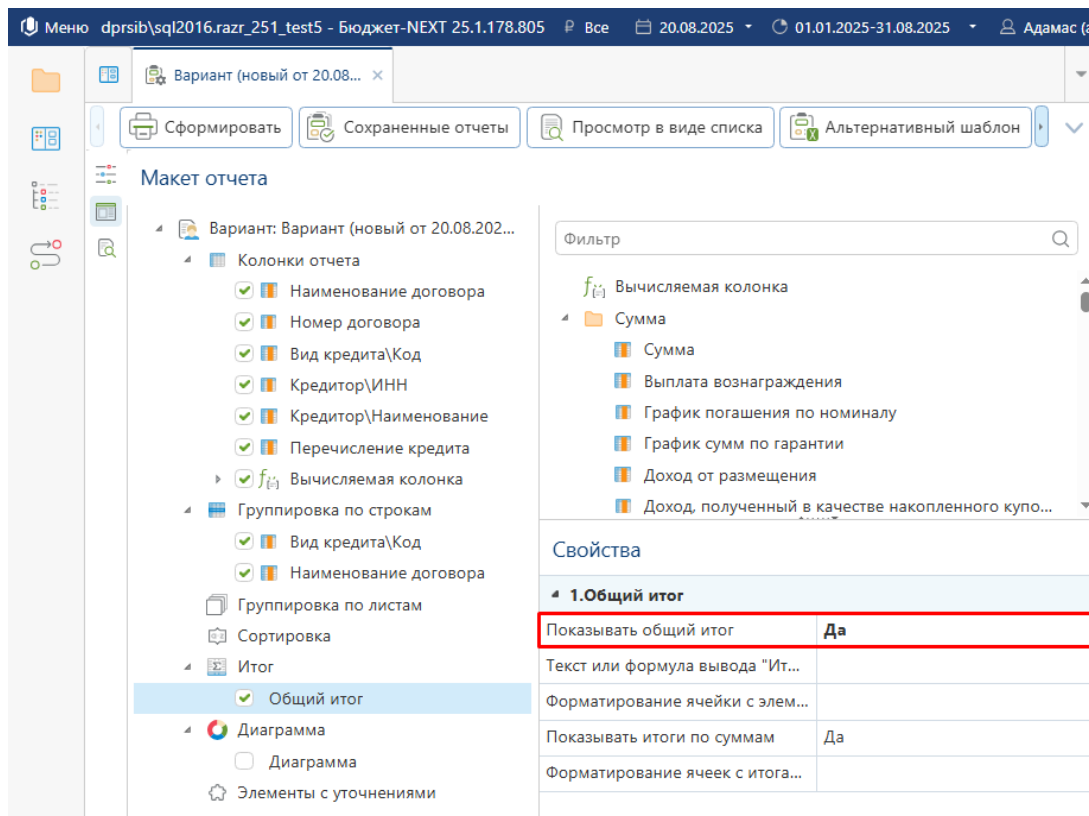 Меню dprsib\sql2016.razr_251_test5 - Бюджет-NEXT 25.1.178.805 ₽ Все 20.08.2025 01.01.2025-31.08.2025 Адамас (а
Вариант (новый от 20.08... ×
Сформировать Сохраненные отчеты Просмотр в виде списка Альтернативный шаблон
Макет отчета
Вариант: Вариант (новый от 20.08.202...
Колонки отчета
Наименование договора
Номер договора
Вид кредита\Код
Кредитор\ИНН
Кредитор\Наименование
Перечисление кредита
Вычисляемая колонка
Группировка по строкам
Вид кредита\Код
Наименование договора
Группировка по листам
Сортировка
Итог
Общий итог
Диаграмма
Диаграмма
Элементы с уточнениями
Фильтр
Вычисляемая колонка
Сумма
Сумма
Выплата вознаграждения
График погашения по номиналу
График сумм по гарантии
Доход от размещения
Доход, полученный в качестве накопленного купо...
Свойства
1.Общий итог
Показывать общий итог Да
Текст или формула вывода "Ит...
Форматирование ячейки с элем...
Показывать итоги по суммам Да
Форматирование ячеек с итога...